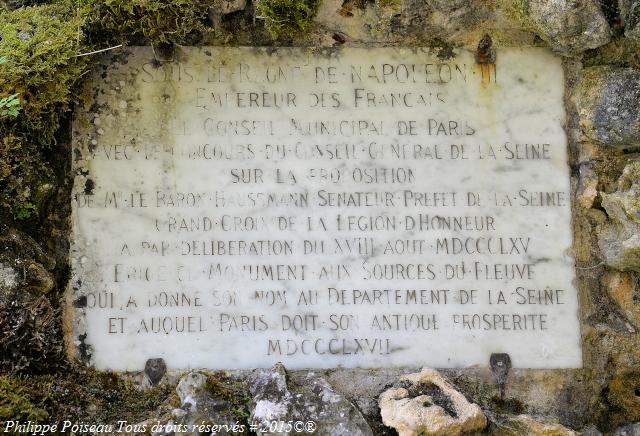 SOUS·LE·REGNE·DE·NAPOLEON·III
EMPEREUR·DES·FRANÇAIS
LE·CONSEIL·MUNICIPAL·DE·PARIS
AVEC·LE·CONCOURS·DU·CONSEIL·GENERAL·DE·LA·SEINE
SUR·LA·PROPOSITION
DE·Mr·LE·BARON·HAUSSMANN·SENATEUR·PREFET·DE·LA·SEINE
GRAND·CROIX·DE·LA·LEGION·D'HONNEUR
A·PAR·DELIBERATION·DU·XVIII·AOUT·MDCCCLXV
ERIGE·CE·MONUMENT·AUX·SOURCES·DU·FLEUVE
QUI·A·DONNE·SON·NOM·AU·DEPARTEMENT·DE·LA·SEINE
ET·AUQUEL·PARIS·DOIT·SON·ANTIQUE·PROSPERITE
MDCCCLXVII
Philippe Poiseau Tous droits réservés ©2015©®